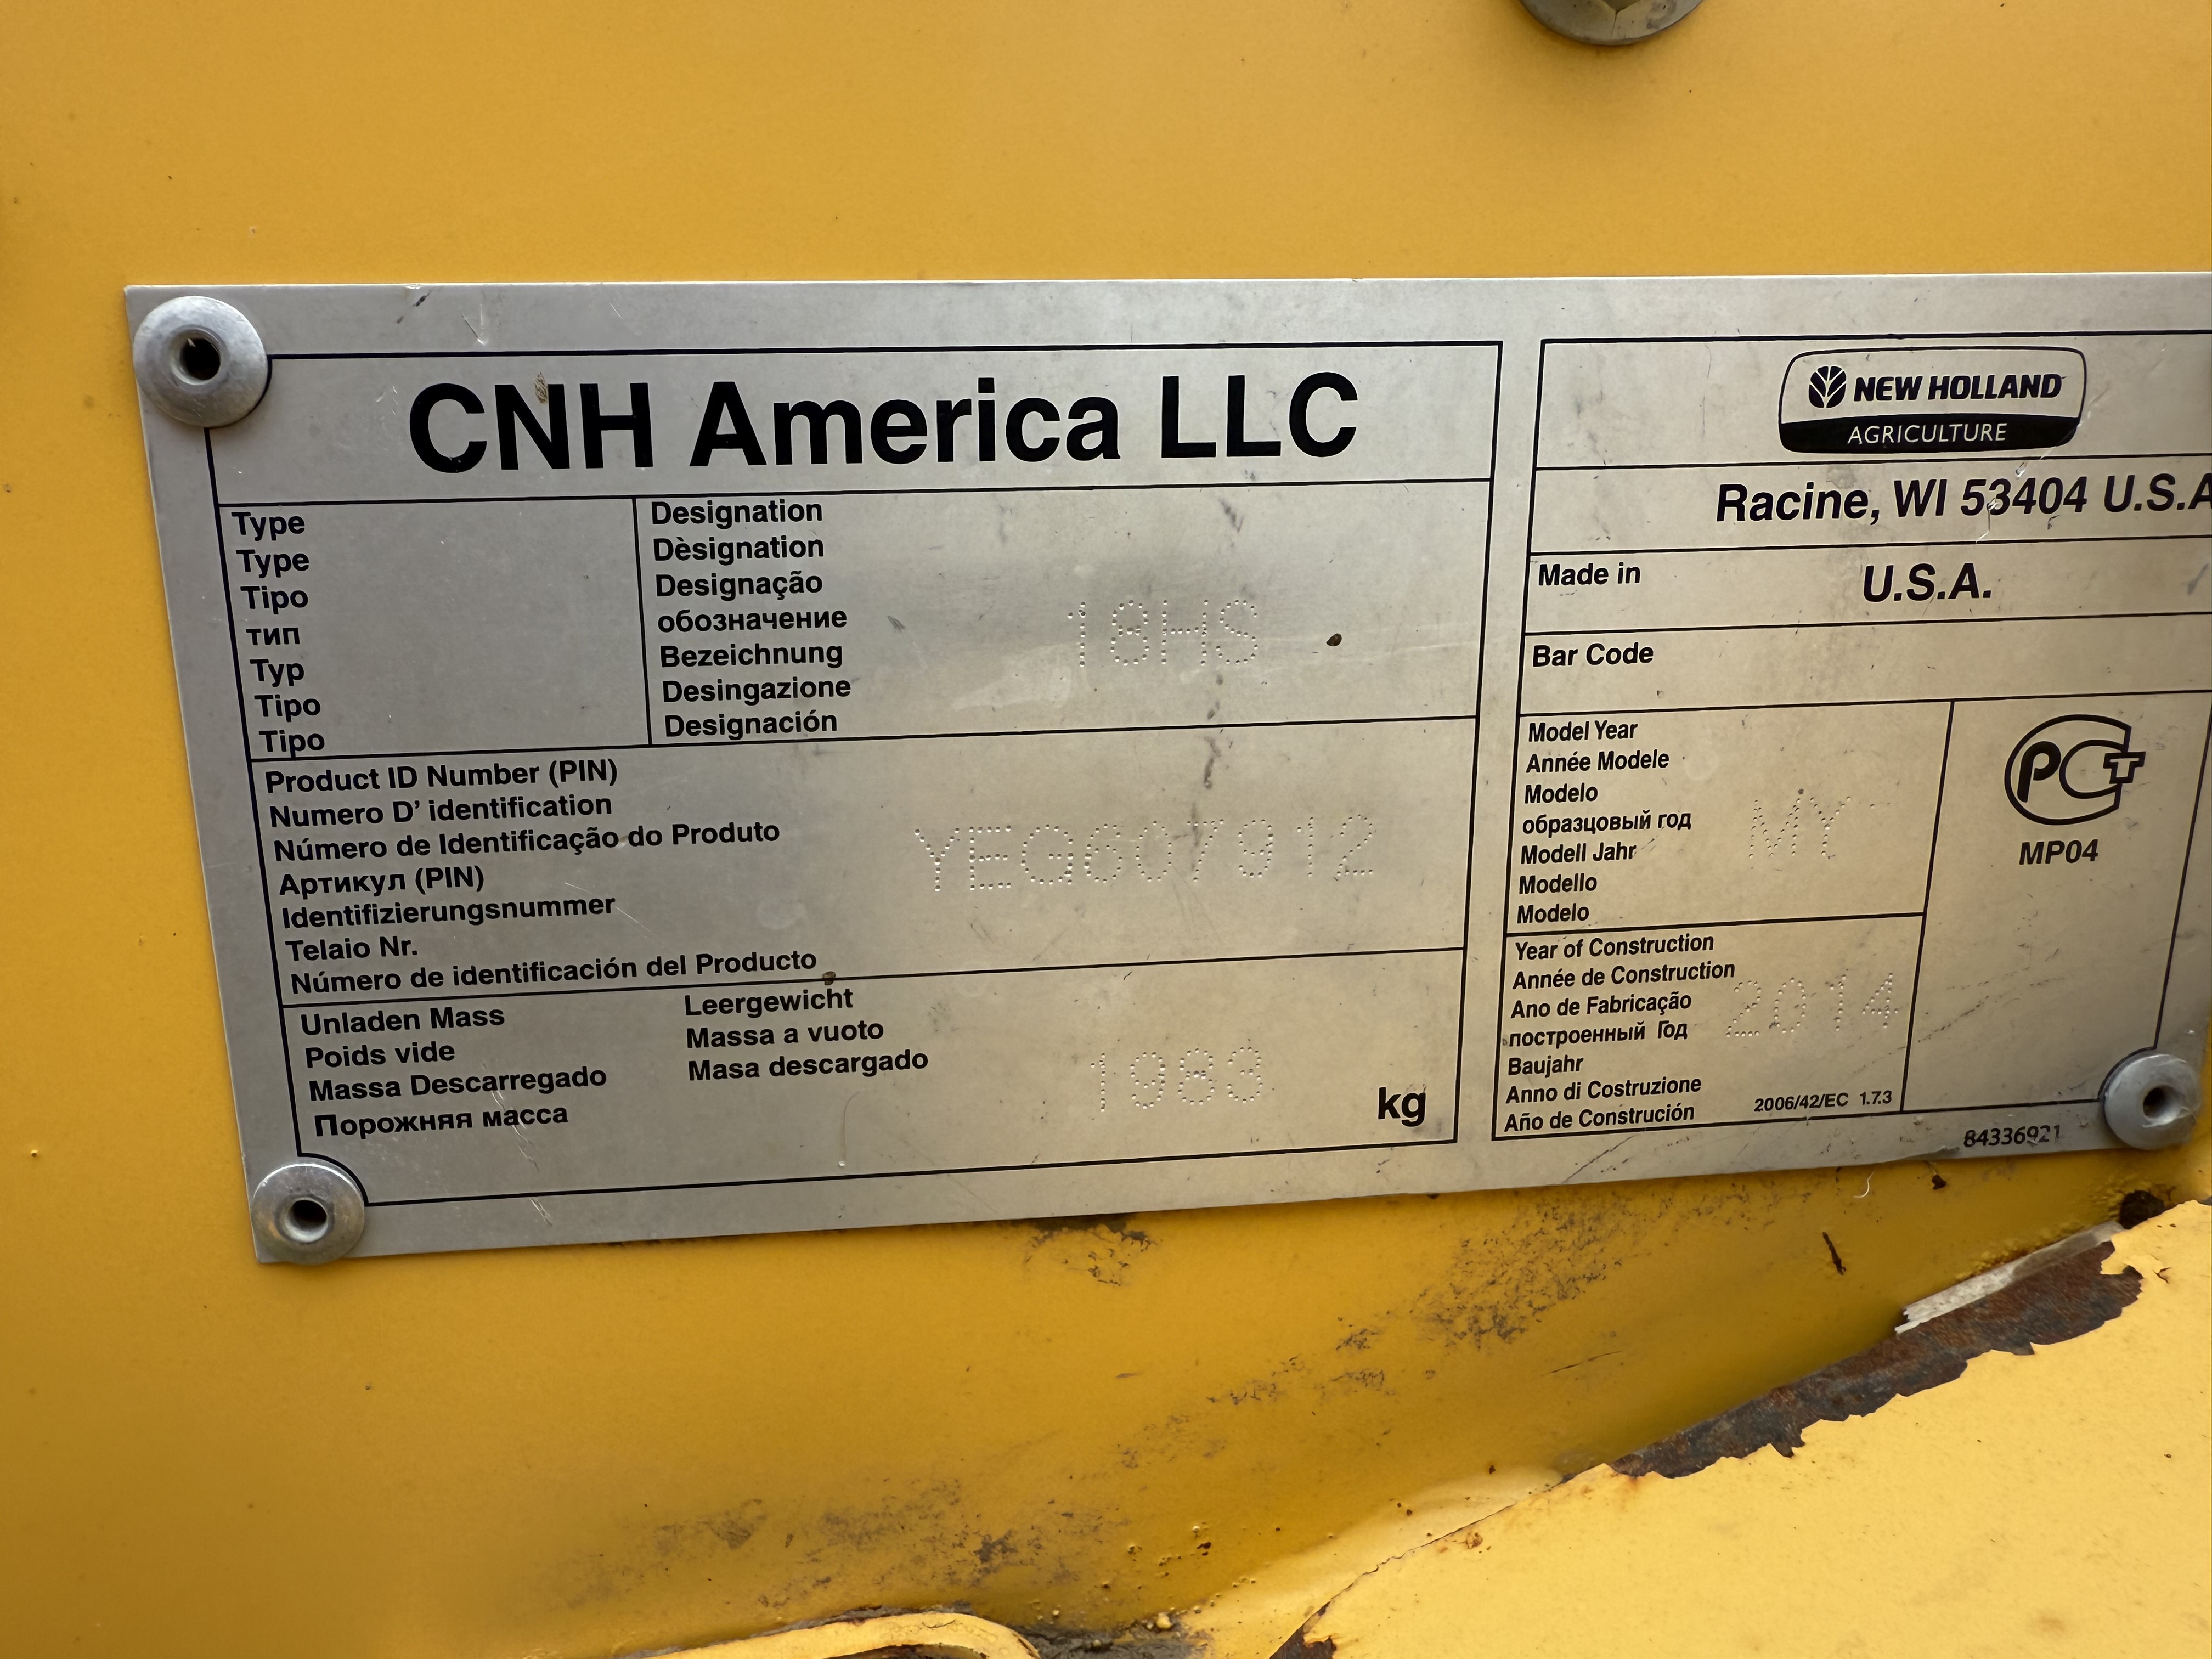 CNH America LLC
Type
Type
Tipo
тип
Typ
Tipo
Tipo
Designation
Dèsignation
Designação
обозначение
Bezeichnung
Desingazione
Designación
18HS
Product ID Number (PIN)
Numero D' identification
Número de Identificação do Produto
Артикул (PIN)
Identifizierungsnummer
Telaio Nr.
Número de identificación del Producto
YEG607912
Unladen Mass
Poids vide
Massa Descarregado
Порожняя масса
Leergewicht
Massa a vuoto
Masa descargado
1983
kg
NEW HOLLAND
AGRICULTURE
Racine, WI 53404 U.S.A
Made in
U.S.A.
Bar Code
Model Year
Année Modele
Modelo
образцовый год
Modell Jahr
Modello
Modelo
MY-
РСТ
MP04
Year of Construction
Année de Construction
Ano de Fabricação
построенный Год
Baujahr
Anno di Costruzione
Año de Construción
2014
2006/42/EC 1.7.3
84336921